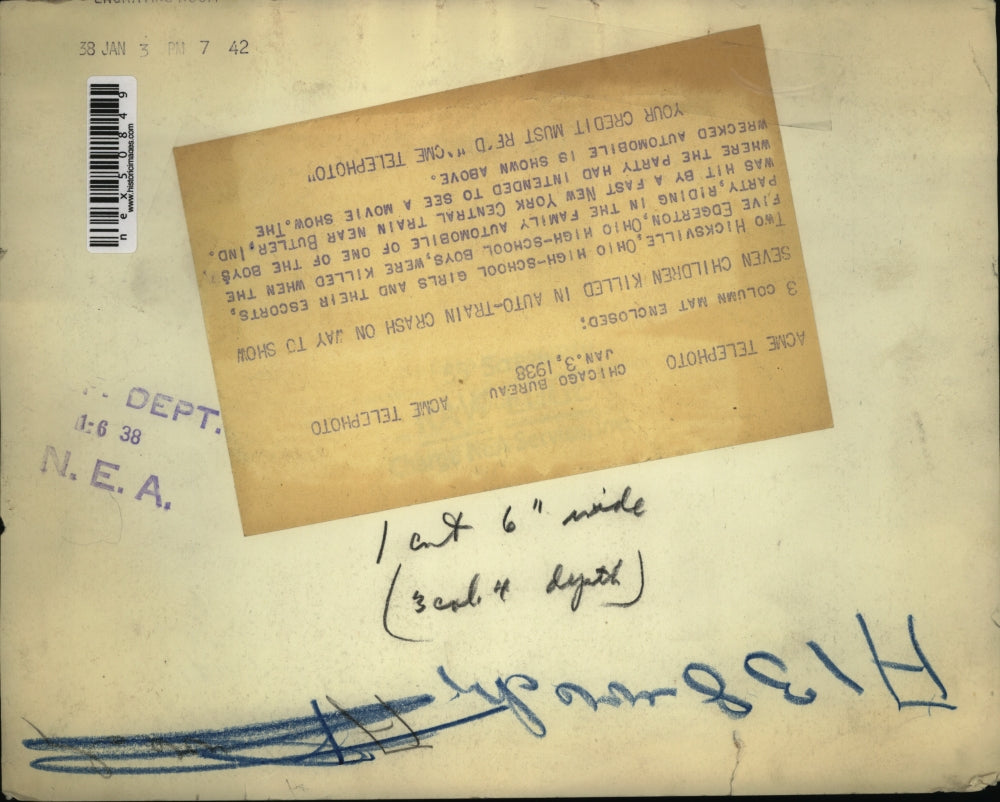 38 JAN 3 PM 7 42
nex50849
www.historicimages.com
ACME TELEPHOTO
CHICAGO BUREAU ACME TELEPHOTO
JAN.3,1938
3 COLUMN MAT ENCLOSED:
SEVEN CHILDREN KILLED IN AUTO-TRAIN CRASH ON WAY TO SHOW
TWO HICKSVILLE,OHIO HIGH-SCHOOL GIRLS AND THEIR ESCORTS,
FIVE EDGERTON,OHIO HIGH-SCHOOL BOYS,WERE KILLED WHEN THE
PARTY,RIDING IN THE FAMILY AUTOMOBILE OF ONE OF THE BOYS,
WAS HIT BY A FAST NEW YORK CENTRAL TRAIN NEAR BUTLER,IND.
WHERE THE PARTY HAD INTENDED TO SEE A MOVIE SHOW.THE
WRECKED AUTOMOBILE IS SHOWN ABOVE.
YOUR CREDIT MUST "ACME TELEPHOTO"
DEPT.
1-6 38
N. E. A.
1 cut 6" wide
(3 col. 4 depth)